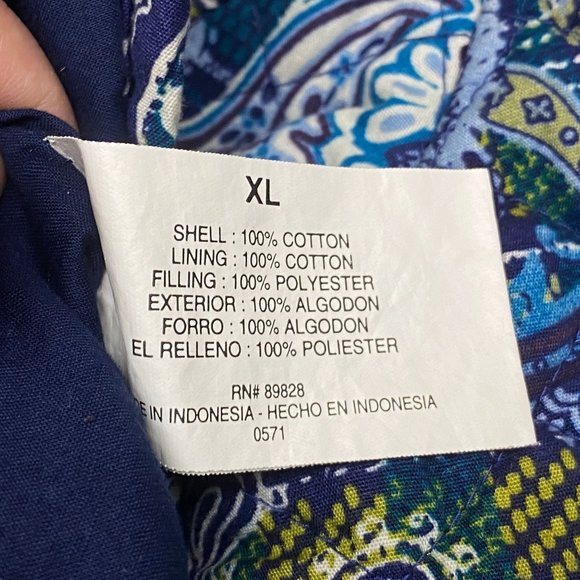 XL
SHELL : 100% COTTON
LINING : 100% COTTON
FILLING : 100% POLYESTER
EXTERIOR : 100% ALGODON
FORRO : 100% ALGODON
EL RELLENO : 100% POLIESTER
RN# 89828
DE IN INDONESIA - HECHO EN INDONESIA
0571